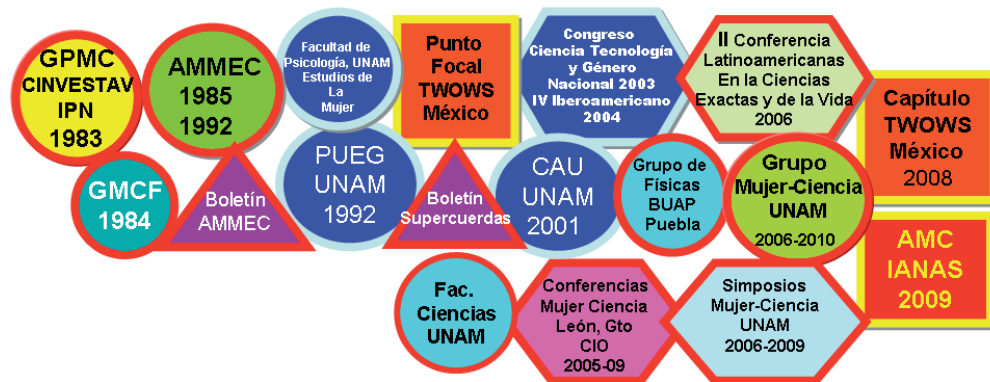 GPMC
CINVESTAV
IPN
1983
AMMEC
1985
1992
Facultad de
Psicología, UNAM
Estudios de
La
Mujer
Punto
Focal
TWOWS
México
Congreso
Ciencia Tecnología
y Género
Nacional 2003
IV Iberoamericano
2004
II Conferencia
Latinoamericanas
En la Ciencias
Exactas y de la Vida
2006
Capítulo
TWOWS
México
2008
GMCF
1984
Boletín
AMMEC
PUEG
UNAM
1992
Boletín
Supercuerdas
CAU
UNAM
2001
Grupo de
Físicas
BUAP
Puebla
Grupo
Mujer-Ciencia
UNAM
2006-2010
AMC
IANAS
2009
Fac.
Ciencias
UNAM
Conferencias
Mujer Ciencia
León, Gto
CIO
2005-09
Simposios
Mujer-Ciencia
UNAM
2006-2009